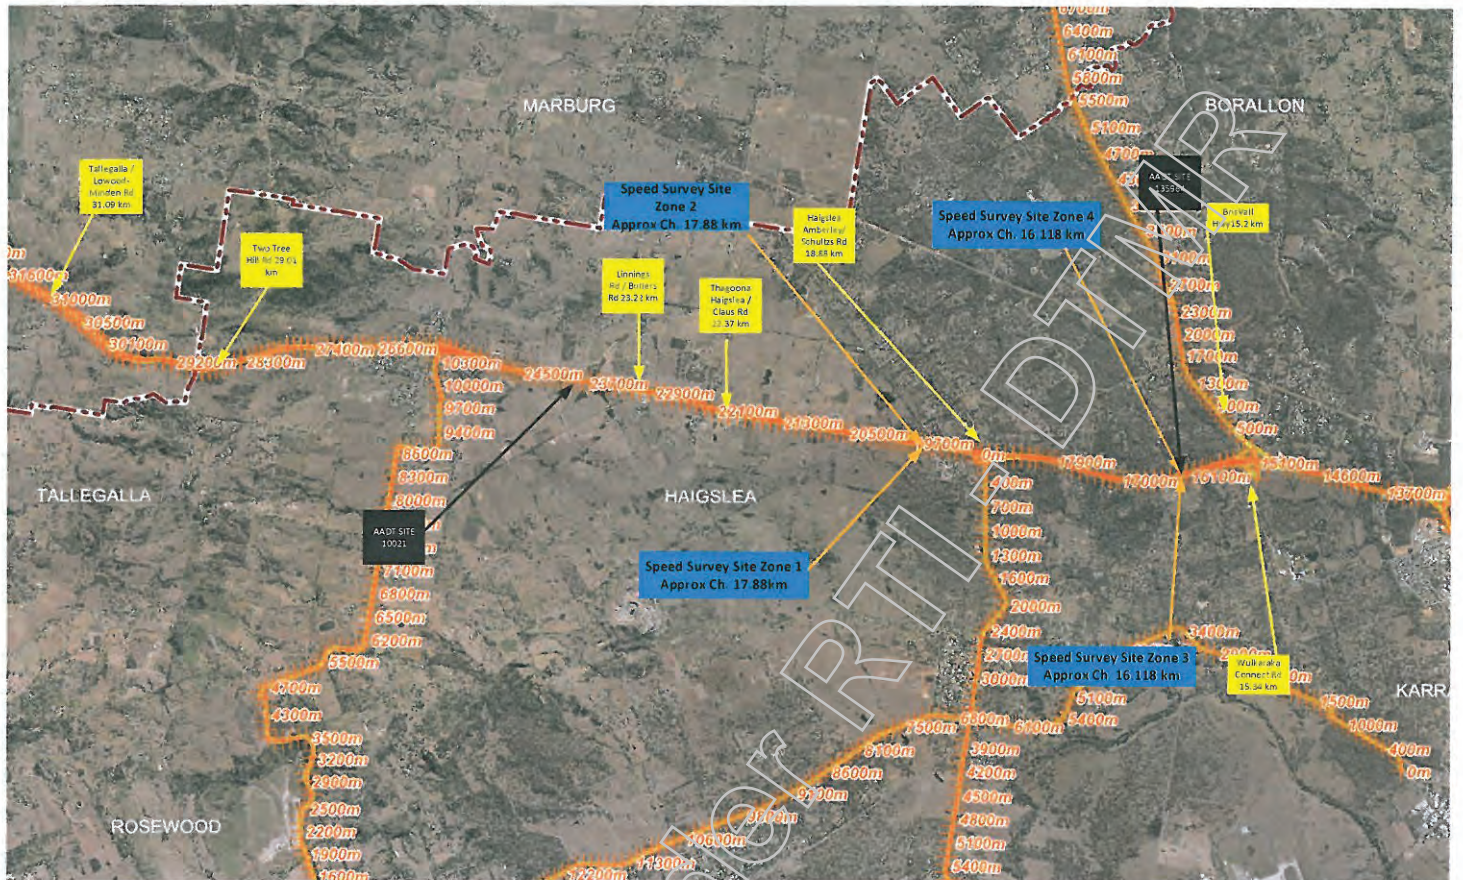 6400m
6100m
5800m
5500m
MARBURG
BORALLON
5100m
4700m
Tallegalla /
Lowood-
Minden Rd
31.09 km
AADT SITE
Speed Survey Site
Zone 2
Approx Ch. 17.88 km
Haigslea
Amberley/
Schultzs Rd
18.88 km
Speed Survey Site Zone 4
Approx Ch. 16.118 km
BrisVall
Hwy 15.2 km
Two Tree
Hill Rd 29.01
km
Linnings
Rd / Butlers
Rd 23.22 km
Thagoona
Haigslea /
Claus Rd
22.37 km
31600m
31000m
30500m
30100m
29200m
28300m
27400m
26600m
2300m
2000m
1700m
1300m
500m
10300m
10000m
9700m
9400m
24500m
23700m
22900m
22100m
21300m
20500m
19700m
0m
17900m
17000m
16100m
15400m
14600m
13700m
8600m
8300m
8000m
TALLEGALLA
HAIGSLEA
400m
700m
1000m
1300m
1600m
2000m
2400m
2700m
3000m
AADT SITE
10021
7100m
6800m
6500m
6200m
5500m
4700m
4300m
3500m
3200m
2900m
2500m
2200m
1900m
1600m
Speed Survey Site Zone 1
Approx Ch. 17.88km
Speed Survey Site Zone 3
Approx Ch. 16.118 km
3400m
Wulkuraka
Connect Rd
15.34 km
KARRA
5100m
5400m
6100m
6800m
7500m
8100m
8600m
9100m
9800m
10600m
11300m
12200m
1500m
1000m
400m
0m
3900m
4200m
4500m
4800m
5100m
5400m
ROSEWOOD
RTI - DTMR